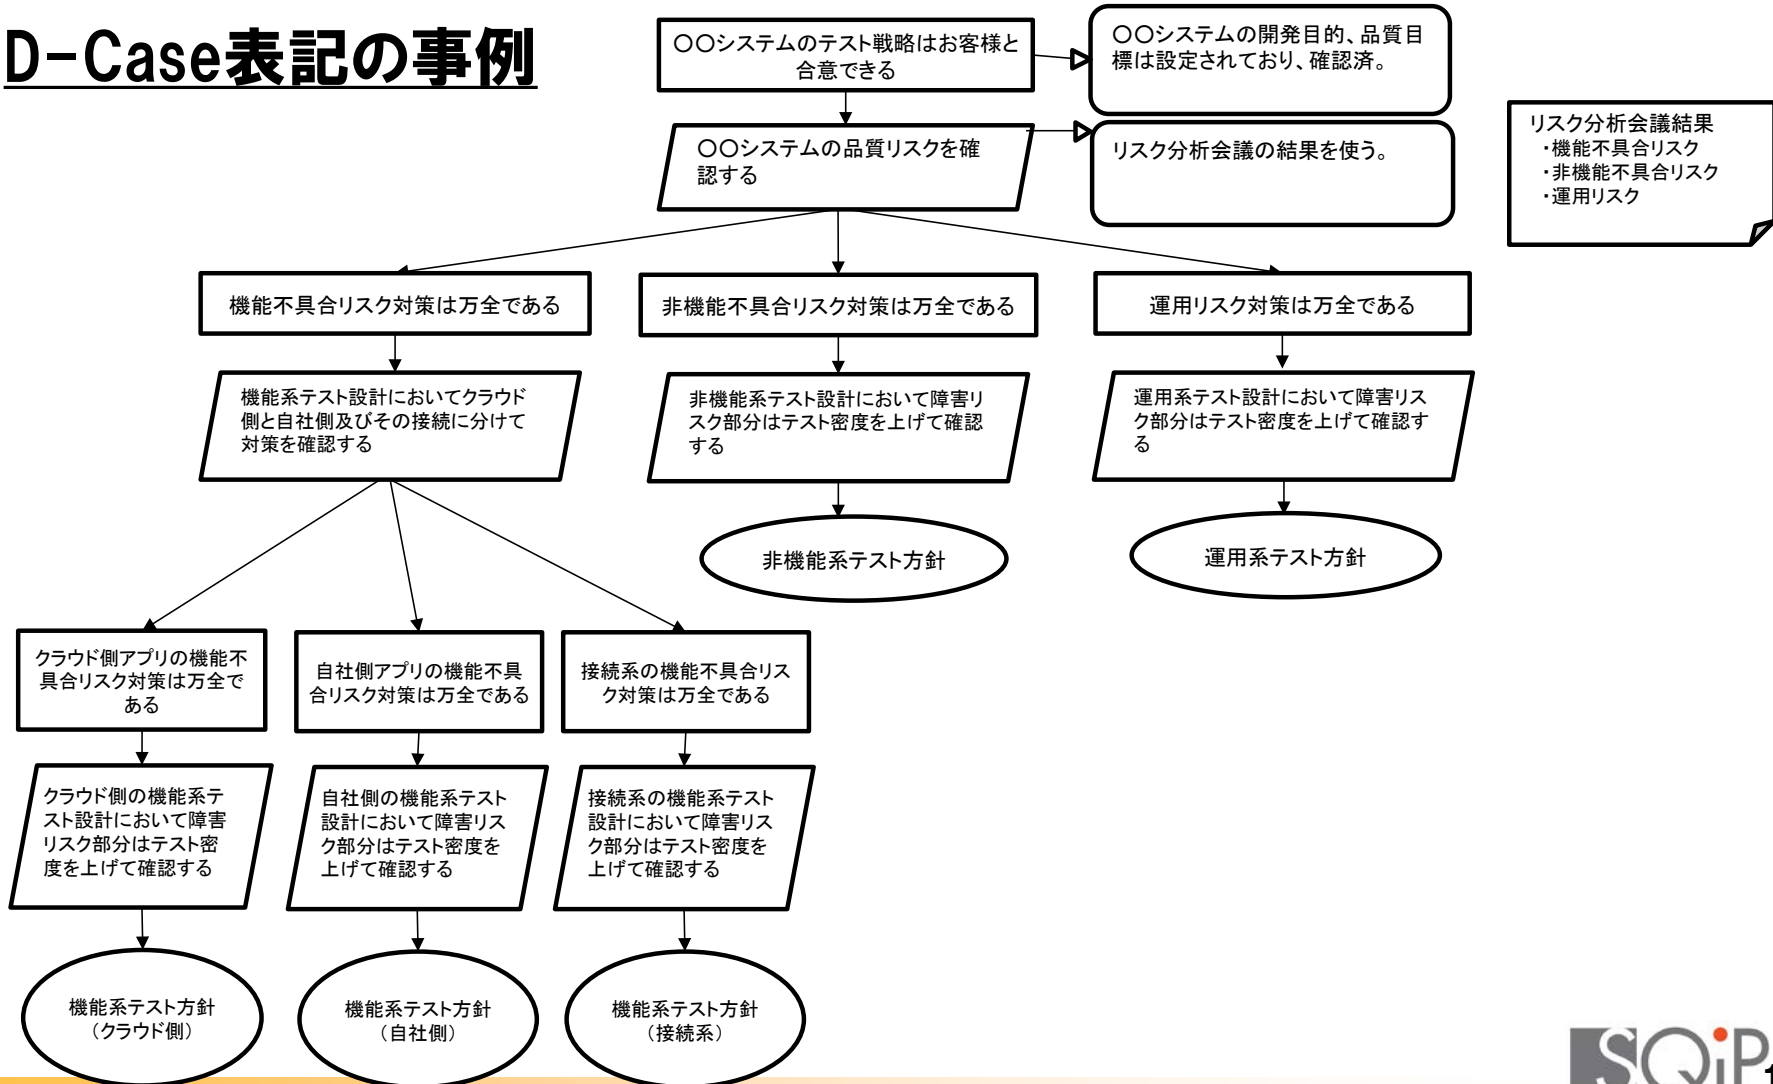 D-Case表記の事例
〇〇システムのテスト戦略はお客様と
合意できる
〇〇システムの開発目的、品質目
標は設定されており、確認済。
〇〇システムの品質リスクを確
認する
リスク分析会議の結果を使う。
リスク分析会議結果
・機能不具合リスク
・非機能不具合リスク
・運用リスク
機能不具合リスク対策は万全である
非機能不具合リスク対策は万全である
運用リスク対策は万全である
機能系テスト設計においてクラウド
側と自社側及びその接続に分けて
対策を確認する
非機能系テスト設計において障害リ
スク部分はテスト密度を上げて確認
する
運用系テスト設計において障害リス
ク部分はテスト密度を上げて確認す
る
非機能系テスト方針
運用系テスト方針
クラウド側アプリの機能不
具合リスク対策は万全で
ある
自社側アプリの機能不具
合リスク対策は万全である
接続系の機能不具合リス
ク対策は万全である
クラウド側の機能系テ
スト設計において障害
リスク部分はテスト密
度を上げて確認する
自社側の機能系テスト
設計において障害リス
ク部分はテスト密度を
上げて確認する
接続系の機能系テスト
設計において障害リス
ク部分はテスト密度を
上げて確認する
機能系テスト方針
（クラウド側）
機能系テスト方針
（自社側）
機能系テスト方針
（接続系）
SQiP
1